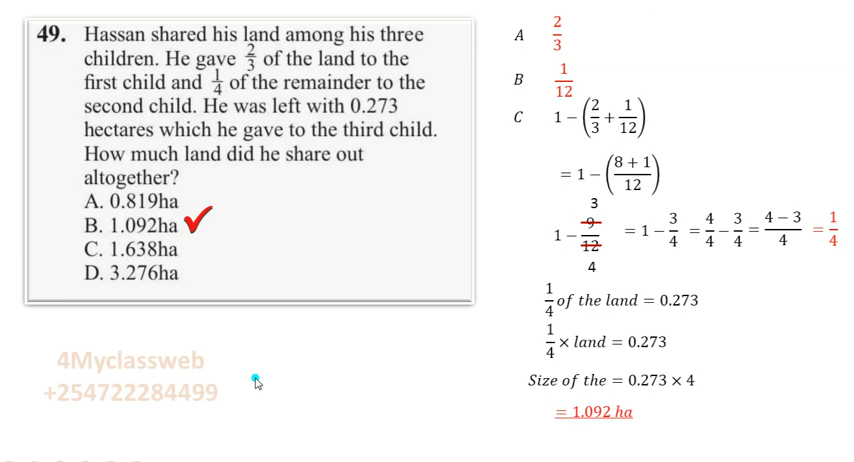 49. Hassan shared his land among his three
children. He gave 2/3 of the land to the
first child and 1/4 of the remainder to the
second child. He was left with 0.273
hectares which he gave to the third child.
How much land did he share out
altogether?
A. 0.819ha
B. 1.092ha
C. 1.638ha
D. 3.276ha
4Myclassweb
+254722284499
A 2/3
B 1/12
C 1 − (2/3 + 1/12)
= 1 − ((8 + 1)/12)
3
1 − 9/12 = 1 − 3/4 = 4/4 − 3/4 = (4 − 3)/4 = 1/4
4
1/4 of the land = 0.273
1/4 × land = 0.273
Size of the = 0.273 × 4
= 1.092 ha